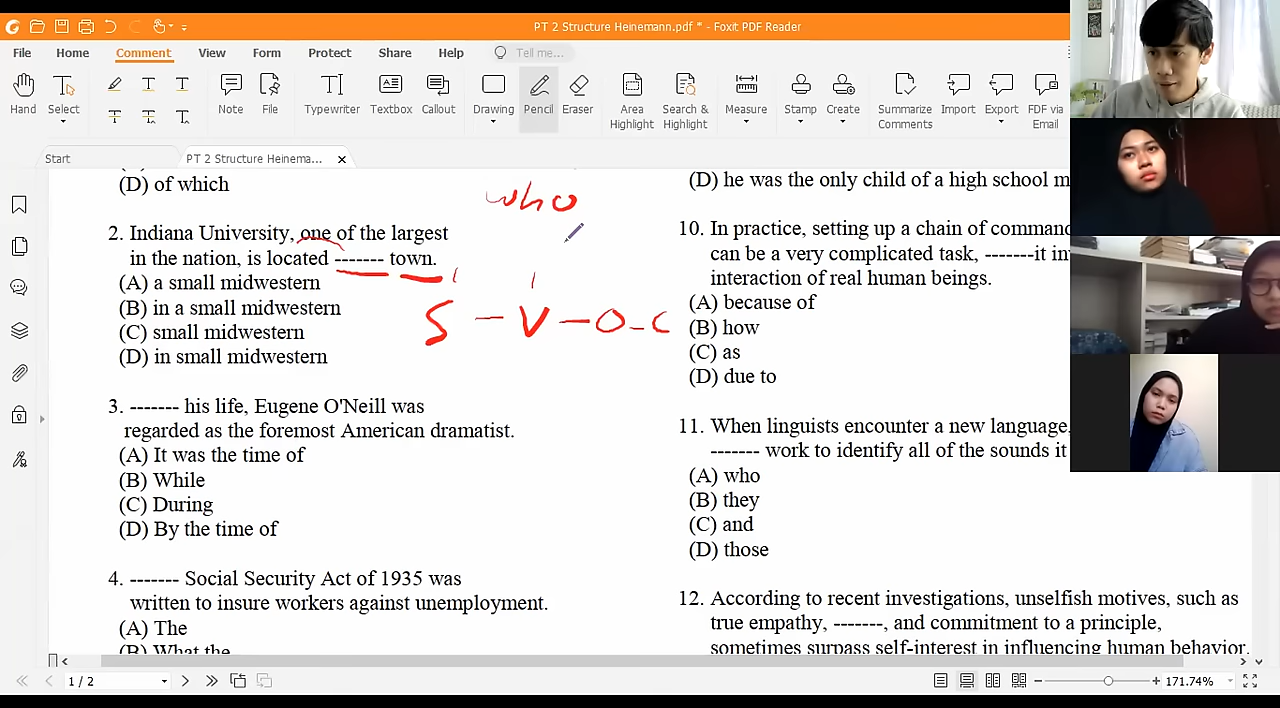 PT 2 Structure Heinemann.pdf * - Foxit PDF Reader
File Home Comment View Form Protect Share Help Tell me...
Hand Select Note File Typewriter Textbox Callout Drawing Pencil Eraser Area Highlight Search & Highlight Measure Stamp Create Summarize Comments Import Export FDF via Email
Start PT 2 Structure Heinema...
(D) of which
who
2. Indiana University, one of the largest
in the nation, is located ------- town.
(A) a small midwestern
(B) in a small midwestern
(C) small midwestern
(D) in small midwestern
S - V - O - C
3. ------- his life, Eugene O'Neill was
regarded as the foremost American dramatist.
(A) It was the time of
(B) While
(C) During
(D) By the time of
4. ------- Social Security Act of 1935 was
written to insure workers against unemployment.
(A) The
(B) What the
(D) he was the only child of a high school m
10. In practice, setting up a chain of command
can be a very complicated task, -------it in
interaction of real human beings.
(A) because of
(B) how
(C) as
(D) due to
11. When linguists encounter a new language,
------- work to identify all of the sounds it
(A) who
(B) they
(C) and
(D) those
12. According to recent investigations, unselfish motives, such as
true empathy, -------, and commitment to a principle,
sometimes surpass self-interest in influencing human behavior.
1 / 2
171.74%